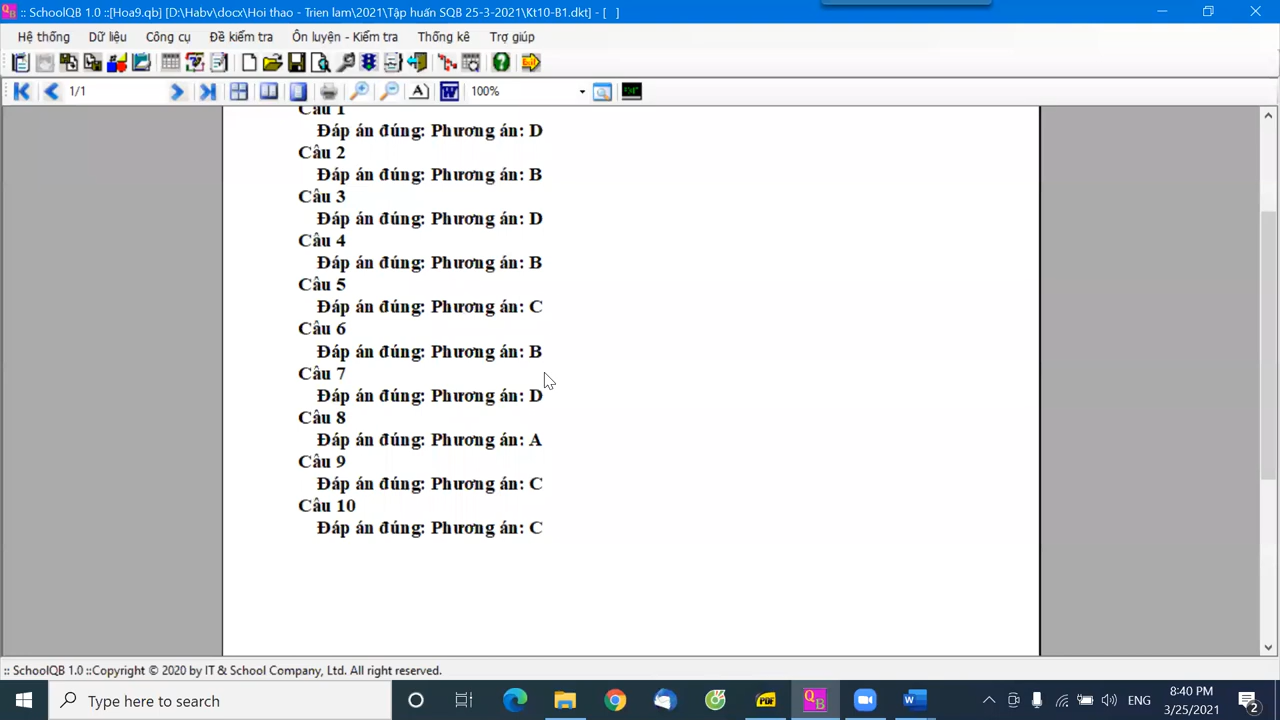 :: SchoolQB 1.0 ::[Hoa9.qb] [D:\Habv\docx\Hoi thao - Trien lam\2021\Tập huấn SQB 25-3-2021\Kt10-B1.dkt] - [ ]
Hệ thống Dữ liệu Công cụ Đề kiểm tra Ôn luyện - Kiểm tra Thống kê Trợ giúp
1/1 100%
Câu 1
Đáp án đúng: Phương án: D
Câu 2
Đáp án đúng: Phương án: B
Câu 3
Đáp án đúng: Phương án: D
Câu 4
Đáp án đúng: Phương án: B
Câu 5
Đáp án đúng: Phương án: C
Câu 6
Đáp án đúng: Phương án: B
Câu 7
Đáp án đúng: Phương án: D
Câu 8
Đáp án đúng: Phương án: A
Câu 9
Đáp án đúng: Phương án: C
Câu 10
Đáp án đúng: Phương án: C
:: SchoolQB 1.0 ::Copyright © 2020 by IT & School Company, Ltd. All right reserved.
Type here to search
ENG
8:40 PM
3/25/2021
2